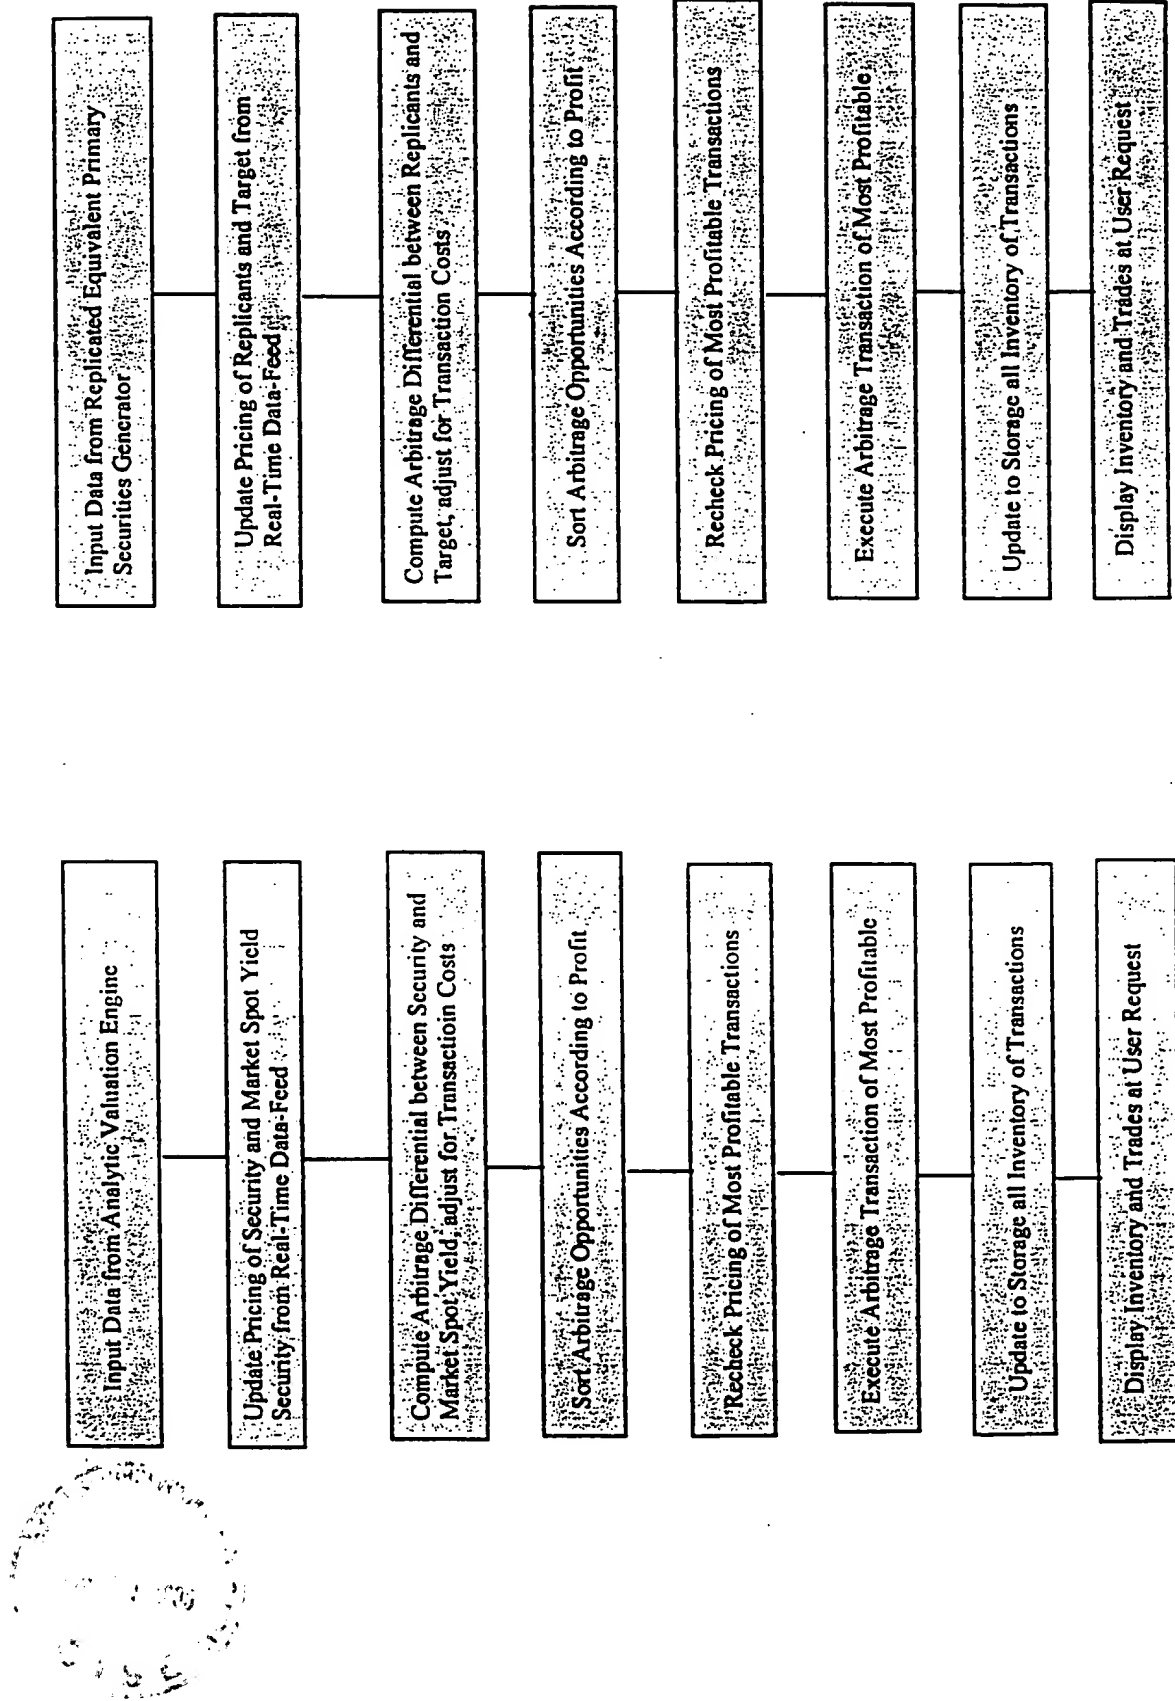 Input Data from Analytic Valuation Engine
Update Pricing of Security and Market Spot Yield
Security from Real-Time Data-Feed
Compute Arbitrage Differential between Security and
Market Spot Yield, adjust for Transactioin Costs
Sort Arbitrage Opportunities According to Profit
Recheck Pricing of Most Profitable Transactions
Execute Arbitrage Transaction of Most Profitable
Update to Storage all Inventory of Transactions
Display Inventory and Trades at User Request
Input Data from Replicated Equivalent Primary
Securities Generator
Update Pricing of Replicants and Target from
Real-Time Data-Feed
Compute Arbitrage Differential between Replicants and
Target, adjust for Transaction Costs
Sort Arbitrage Opportunities According to Profit
Recheck Pricing of Most Profitable Transactions
Execute Arbitrage Transaction of Most Profitable
Update to Storage all Inventory of Transactions
Display Inventory and Trades at User Request